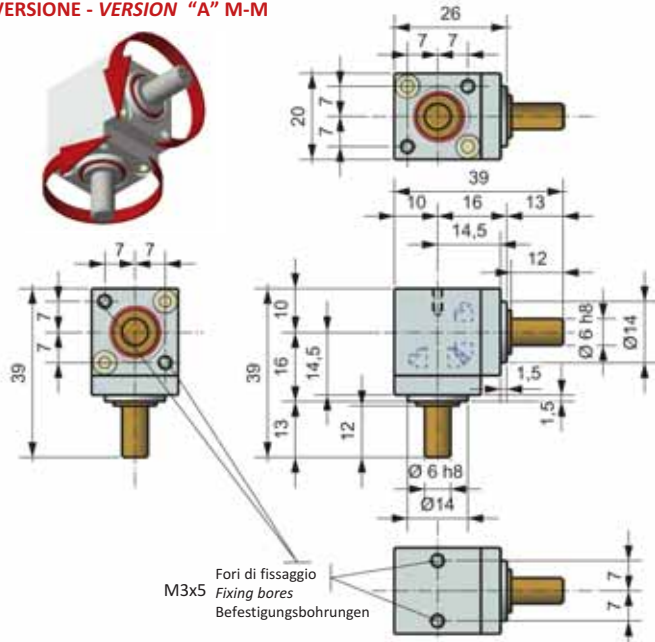 VERSIONE - VERSION "A" M-M
26
7 7
20
7
7
39
10 16 13
14,5
12
7 7
39
7
7
39
10
16
13
14,5
12
Ø 6 h8
Ø14
1,5
1,5
Ø 6 h8
Ø14
M3x5
Fori di fissaggio
Fixing bores
Befestigungsbohrungen
7
7